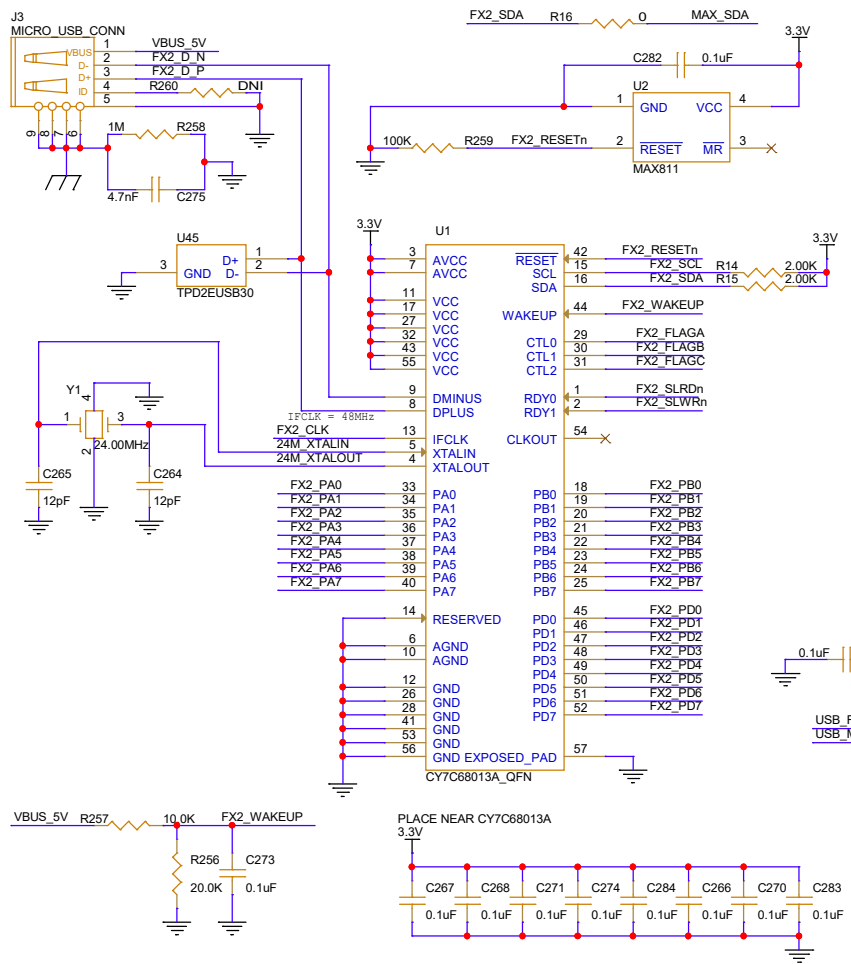 J3
MICRO_USB_CONN
VBUS 1 VBUS_5V
D- 2 FX2_D_N
D+ 3 FX2_D_P
ID 4 R260 DNI
5
9 8 7 6
1M R258
4.7nF C275
FX2_SDA R16 0 MAX_SDA
3.3V
C282 0.1uF
U2
1 GND VCC 4
100K R259 FX2_RESETn 2 RESET MR 3
MAX811
U45
D+ 1
3 GND D- 2
TPD2EUSB30
3.3V
U1
3 AVCC RESET 42 FX2_RESETn
7 AVCC SCL 15 FX2_SCL R14 2.00K
SDA 16 FX2_SDA R15 2.00K
3.3V
11 VCC
17 VCC WAKEUP 44 FX2_WAKEUP
27 VCC
32 VCC CTL0 29 FX2_FLAGA
43 VCC CTL1 30 FX2_FLAGB
55 VCC CTL2 31 FX2_FLAGC
9 DMINUS RDY0 1 FX2_SLRDn
8 DPLUS RDY1 2 FX2_SLWRn
IFCLK = 48MHz
FX2_CLK 13 IFCLK CLKOUT 54
24M_XTALIN 5 XTALIN
24M_XTALOUT 4 XTALOUT
Y1
4
1 3
2
24.00MHz
C265
12pF
C264
12pF
FX2_PA0 33 PA0 PB0 18 FX2_PB0
FX2_PA1 34 PA1 PB1 19 FX2_PB1
FX2_PA2 35 PA2 PB2 20 FX2_PB2
FX2_PA3 36 PA3 PB3 21 FX2_PB3
FX2_PA4 37 PA4 PB4 22 FX2_PB4
FX2_PA5 38 PA5 PB5 23 FX2_PB5
FX2_PA6 39 PA6 PB6 24 FX2_PB6
FX2_PA7 40 PA7 PB7 25 FX2_PB7
14 RESERVED PD0 45 FX2_PD0
PD1 46 FX2_PD1
6 AGND PD2 47 FX2_PD2
10 AGND PD3 48 FX2_PD3
PD4 49 FX2_PD4
12 GND PD5 50 FX2_PD5
26 GND PD6 51 FX2_PD6
28 GND PD7 52 FX2_PD7
41 GND
53 GND
56 GND EXPOSED_PAD 57
CY7C68013A_QFN
0.1uF
VBUS_5V R257 10.0K FX2_WAKEUP
R256
20.0K
C273
0.1uF
PLACE NEAR CY7C68013A
3.3V
C267 C268 C271 C274 C284 C266 C270 C283
0.1uF 0.1uF 0.1uF 0.1uF 0.1uF 0.1uF 0.1uF 0.1uF